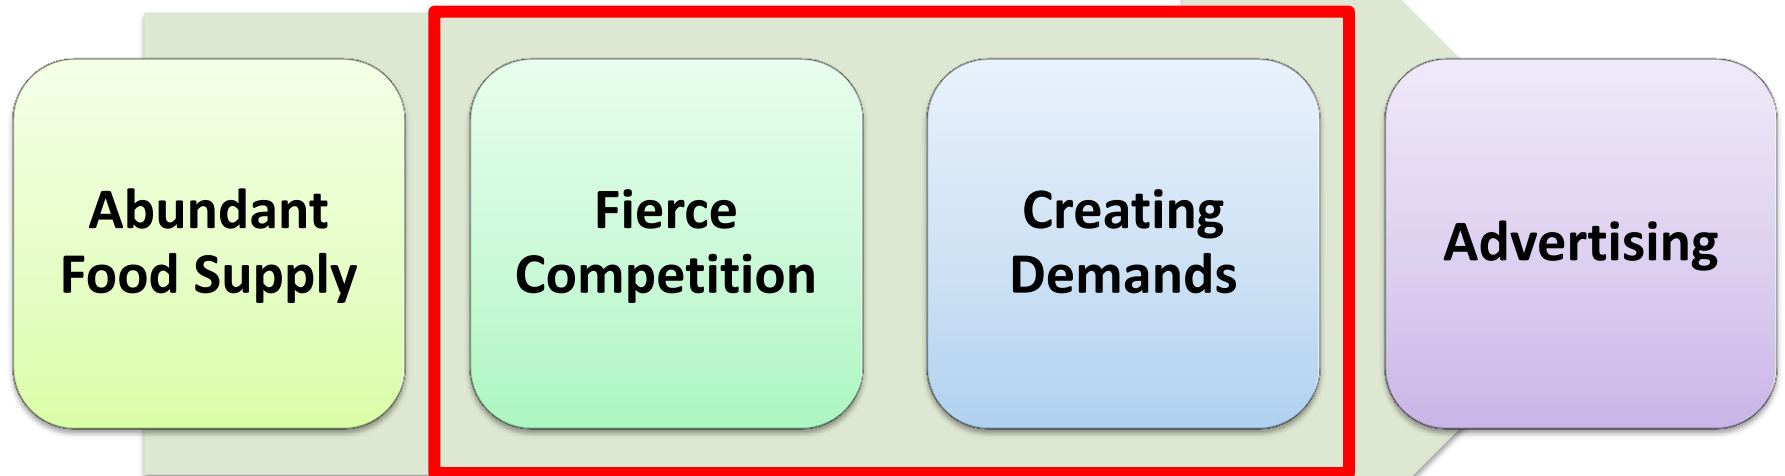 Abundant
Food Supply
Fierce
Competition
Creating
Demands
Advertising